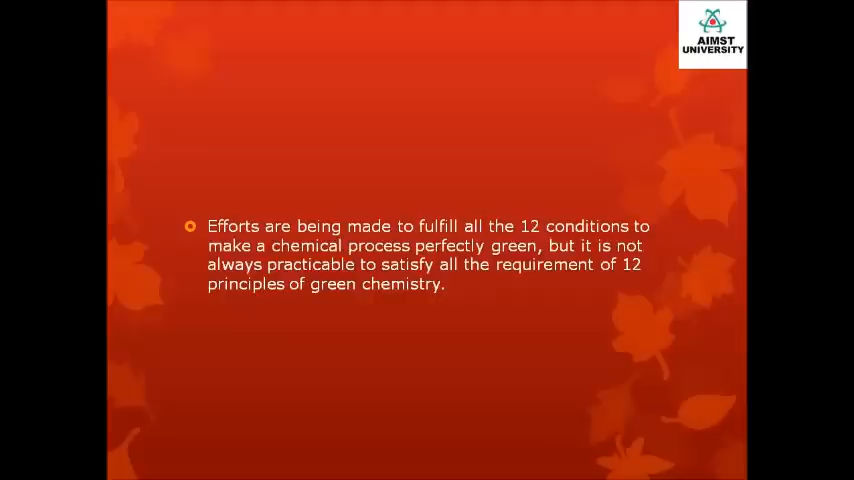 AIMST
UNIVERSITY
Efforts are being made to fulfill all the 12 conditions to
make a chemical process perfectly green, but it is not
always practicable to satisfy all the requirement of 12
principles of green chemistry.